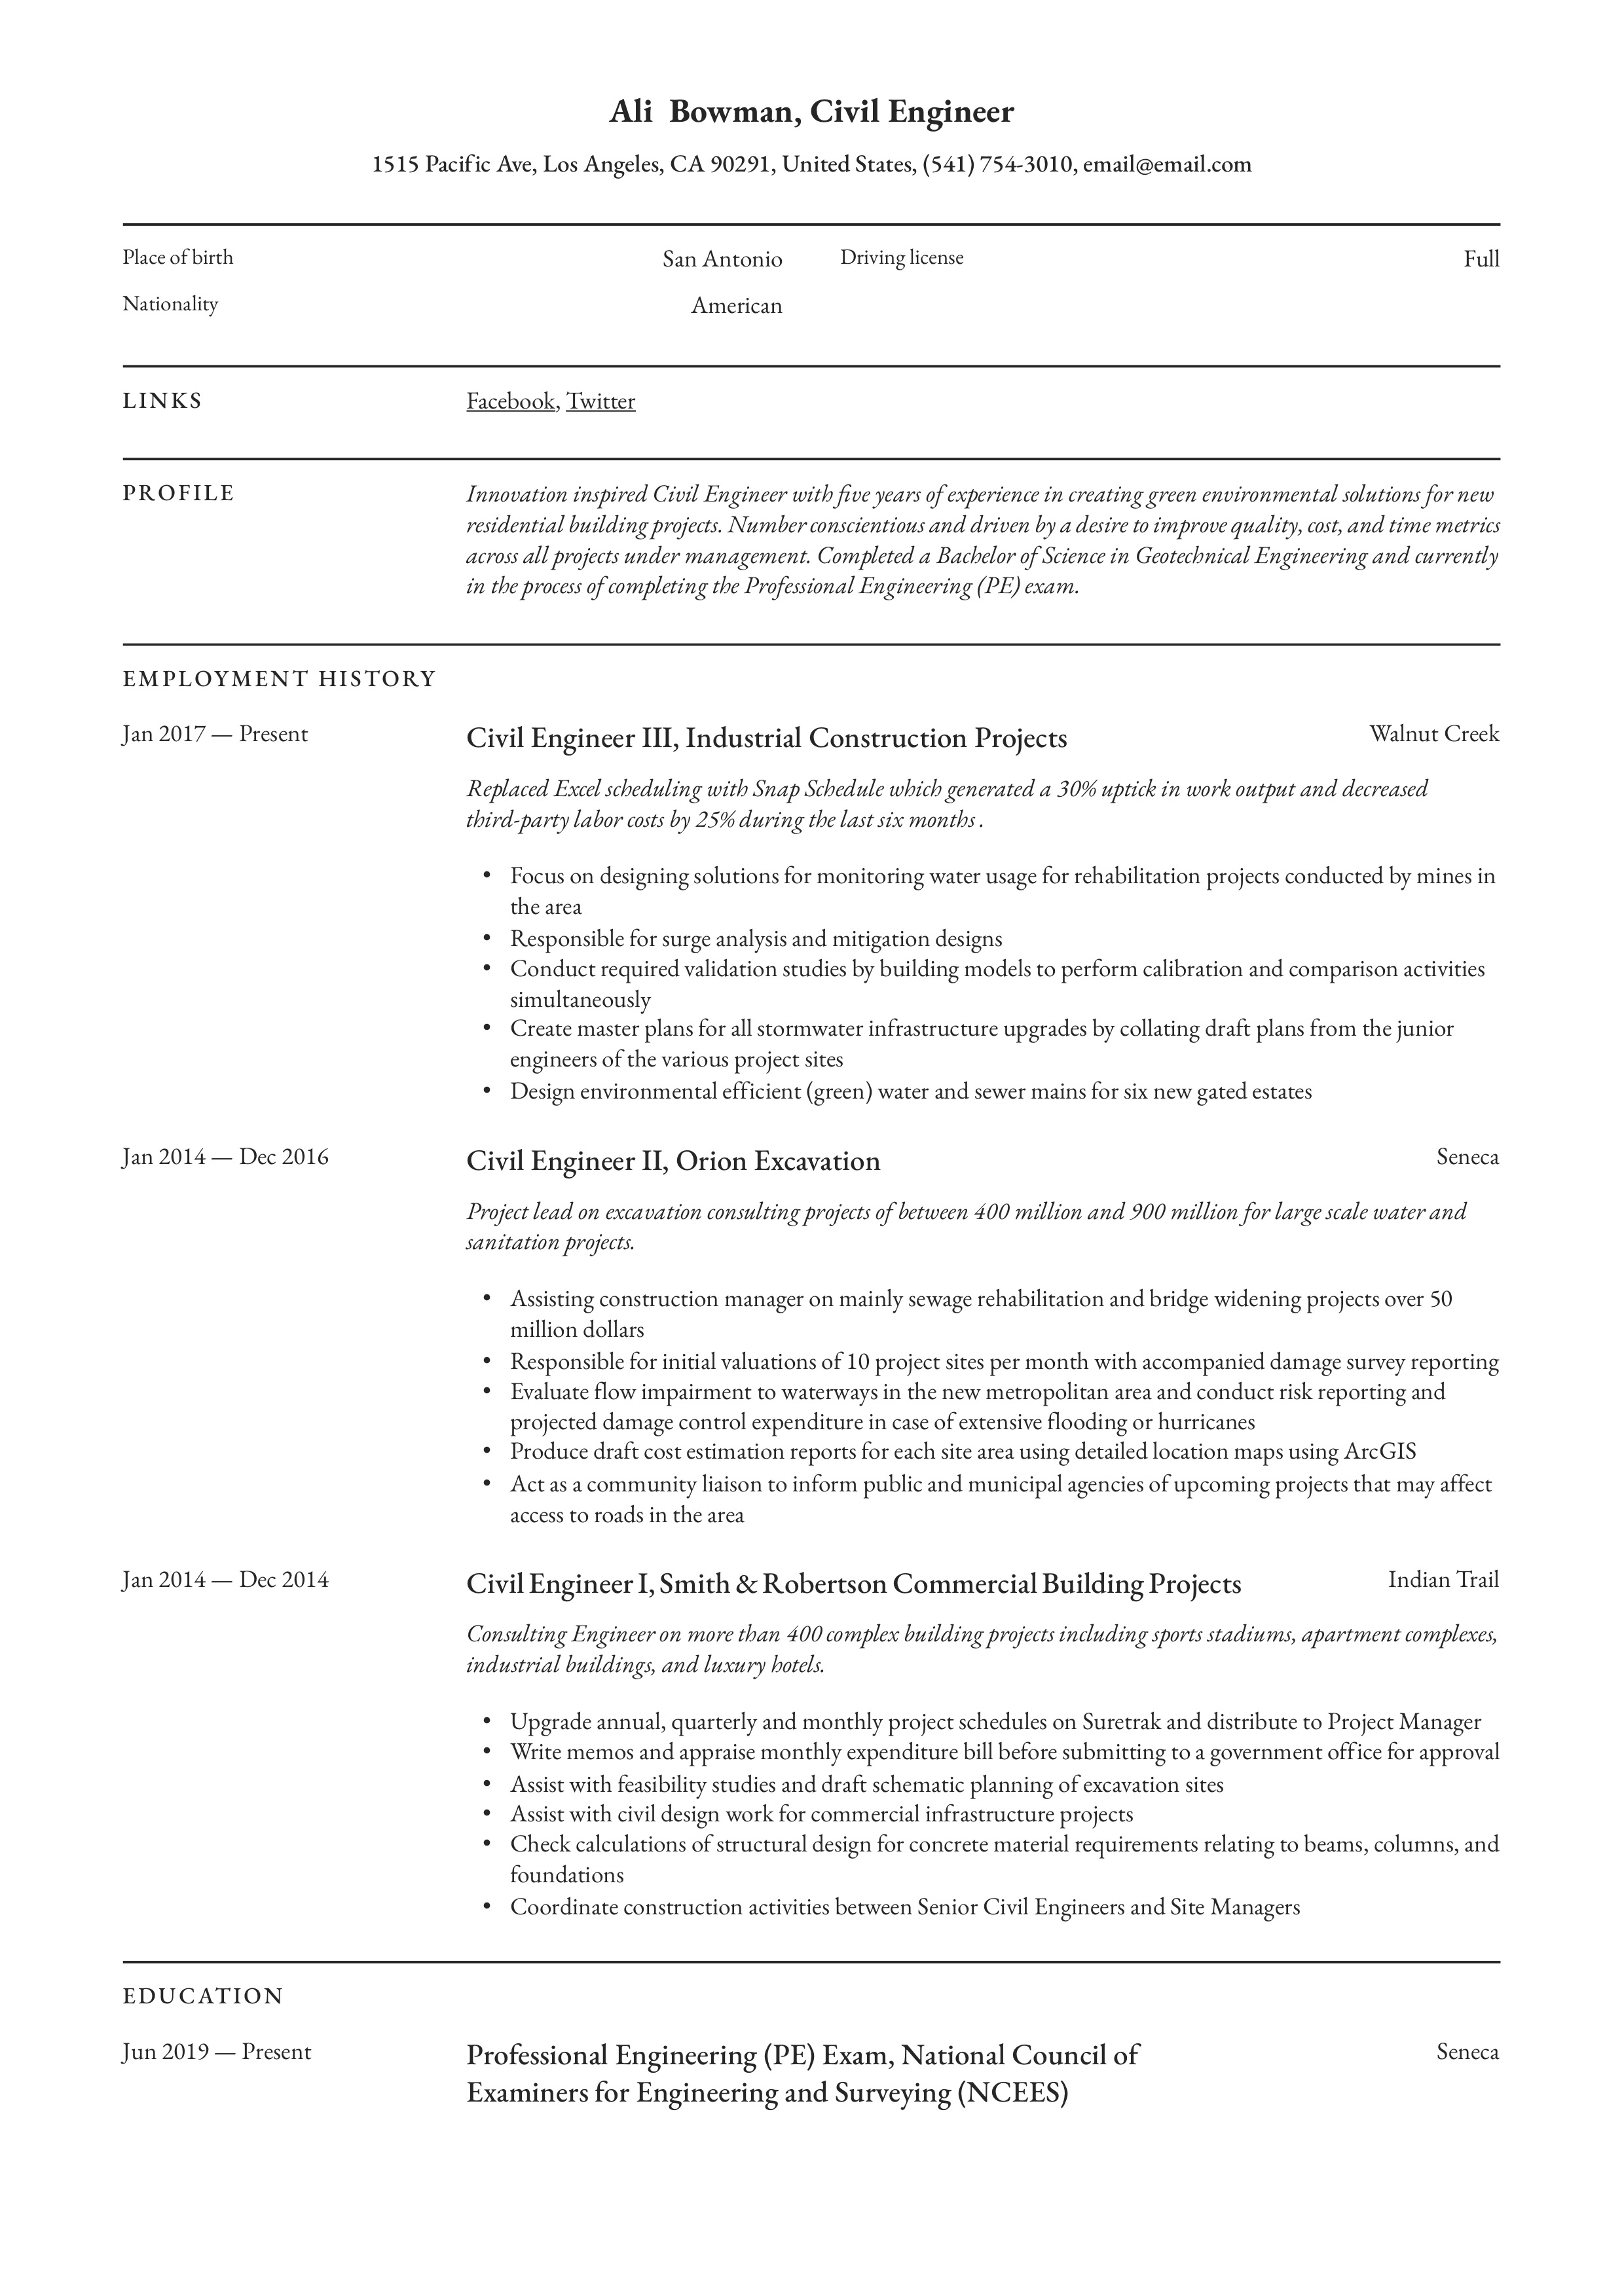 Ali  Bowman, Civil Engineer
1515 Pacific Ave, Los Angeles, CA 90291, United States, (541) 754-3010, email@email.com
Place of birth San Antonio Driving license Full
Nationality American
LINKS Facebook, Twitter
PROFILE Innovation inspired Civil Engineer with five years of experience in creating green environmental solutions for new
residential building projects. Number conscientious and driven by a desire to improve quality, cost, and time metrics
across all projects under management. Completed a Bachelor of Science in Geotechnical Engineering and currently
in the process of completing the Professional Engineering (PE) exam.
EMPLOYMENT HISTORY
Jan 2017 — Present Civil Engineer III, Industrial Construction Projects Walnut Creek
Replaced Excel scheduling with Snap Schedule which generated a 30% uptick in work output and decreased
third-party labor costs by 25% during the last six months .
• Focus on designing solutions for monitoring water usage for rehabilitation projects conducted by mines in
the area
• Responsible for surge analysis and mitigation designs
• Conduct required validation studies by building models to perform calibration and comparison activities
simultaneously
• Create master plans for all stormwater infrastructure upgrades by collating draft plans from the junior
engineers of the various project sites
• Design environmental efficient (green) water and sewer mains for six new gated estates
Jan 2014 — Dec 2016 Civil Engineer II, Orion Excavation Seneca
Project lead on excavation consulting projects of between 400 million and 900 million for large scale water and
sanitation projects.
• Assisting construction manager on mainly sewage rehabilitation and bridge widening projects over 50
million dollars
• Responsible for initial valuations of 10 project sites per month with accompanied damage survey reporting
• Evaluate flow impairment to waterways in the new metropolitan area and conduct risk reporting and
projected damage control expenditure in case of extensive flooding or hurricanes
• Produce draft cost estimation reports for each site area using detailed location maps using ArcGIS
• Act as a community liaison to inform public and municipal agencies of upcoming projects that may affect
access to roads in the area
Jan 2014 — Dec 2014 Civil Engineer I, Smith & Robertson Commercial Building Projects Indian Trail
Consulting Engineer on more than 400 complex building projects including sports stadiums, apartment complexes,
industrial buildings, and luxury hotels.
• Upgrade annual, quarterly and monthly project schedules on Suretrak and distribute to Project Manager
• Write memos and appraise monthly expenditure bill before submitting to a government office for approval
• Assist with feasibility studies and draft schematic planning of excavation sites
• Assist with civil design work for commercial infrastructure projects
• Check calculations of structural design for concrete material requirements relating to beams, columns, and
foundations
• Coordinate construction activities between Senior Civil Engineers and Site Managers
EDUCATION
Jun 2019 — Present Professional Engineering (PE) Exam, National Council of Seneca
Examiners for Engineering and Surveying (NCEES)